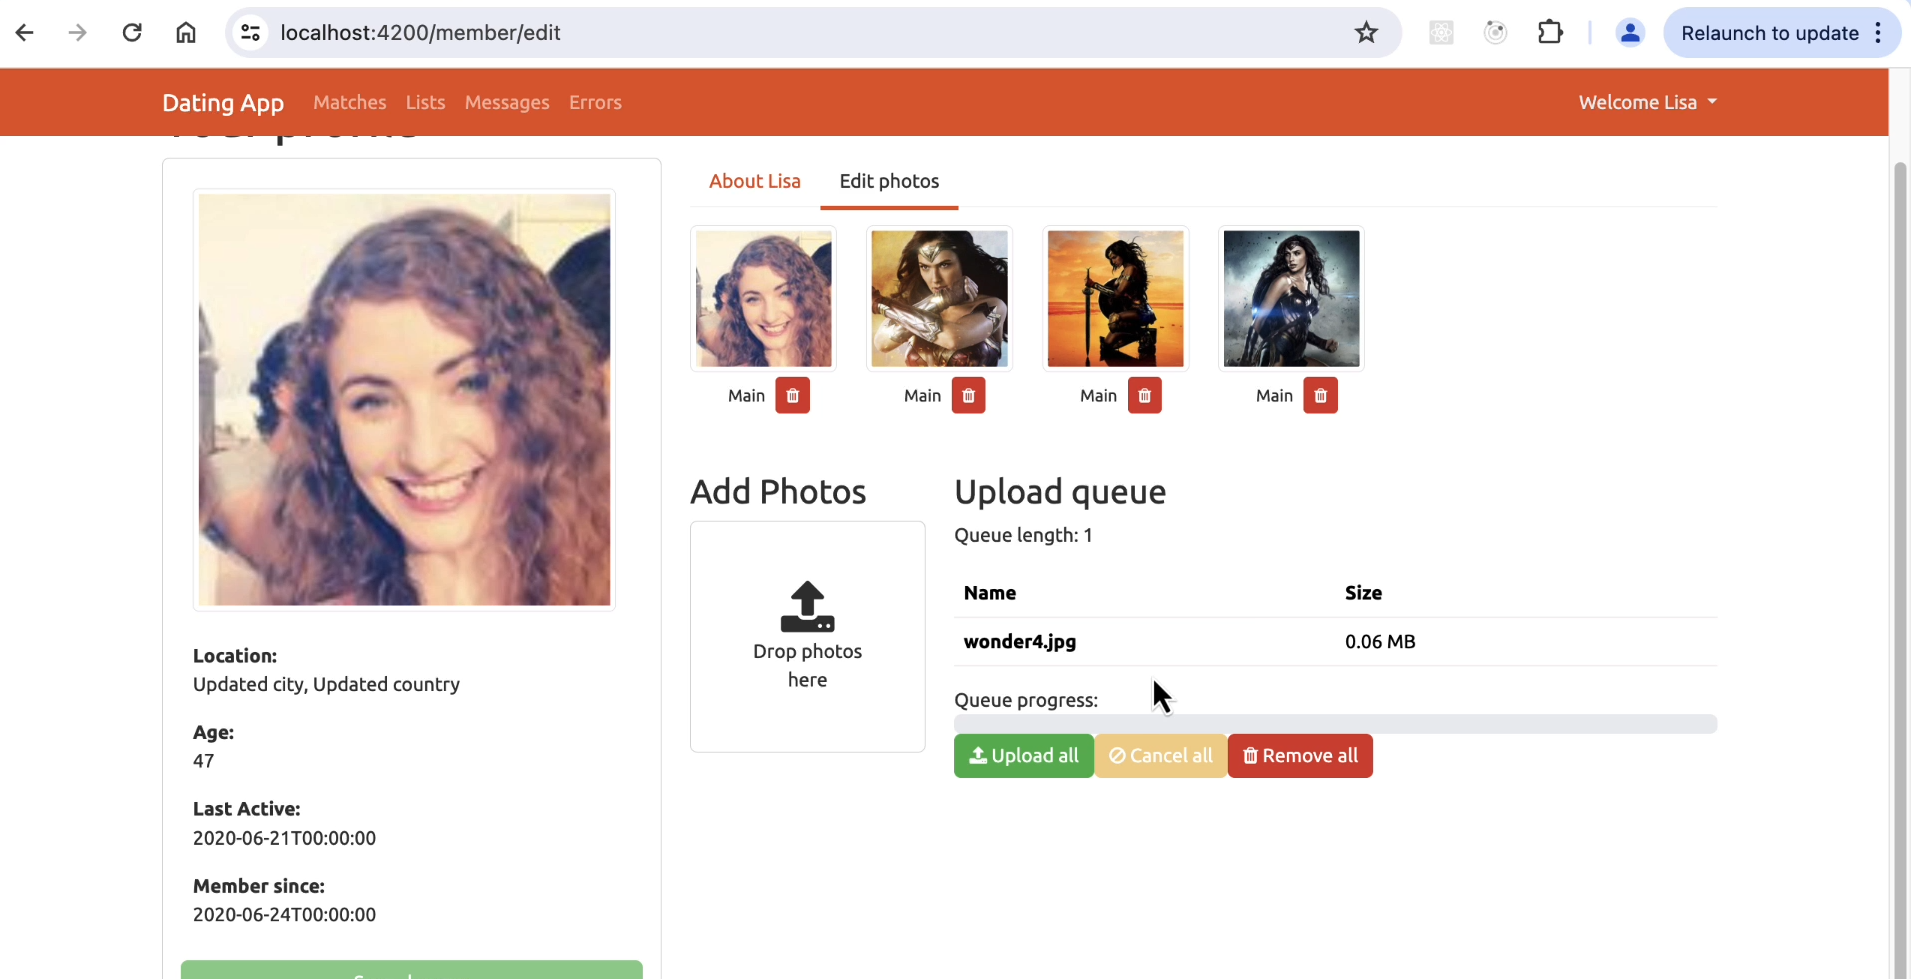 localhost:4200/member/edit
Relaunch to update
Dating App Matches Lists Messages Errors
Welcome Lisa
About Lisa Edit photos
Main Main Main Main
Add Photos
Drop photos
here
Upload queue
Queue length: 1
Name Size
wonder4.jpg 0.06 MB
Queue progress:
Upload all Cancel all Remove all
Location:
Updated city, Updated country
Age:
47
Last Active:
2020-06-21T00:00:00
Member since:
2020-06-24T00:00:00